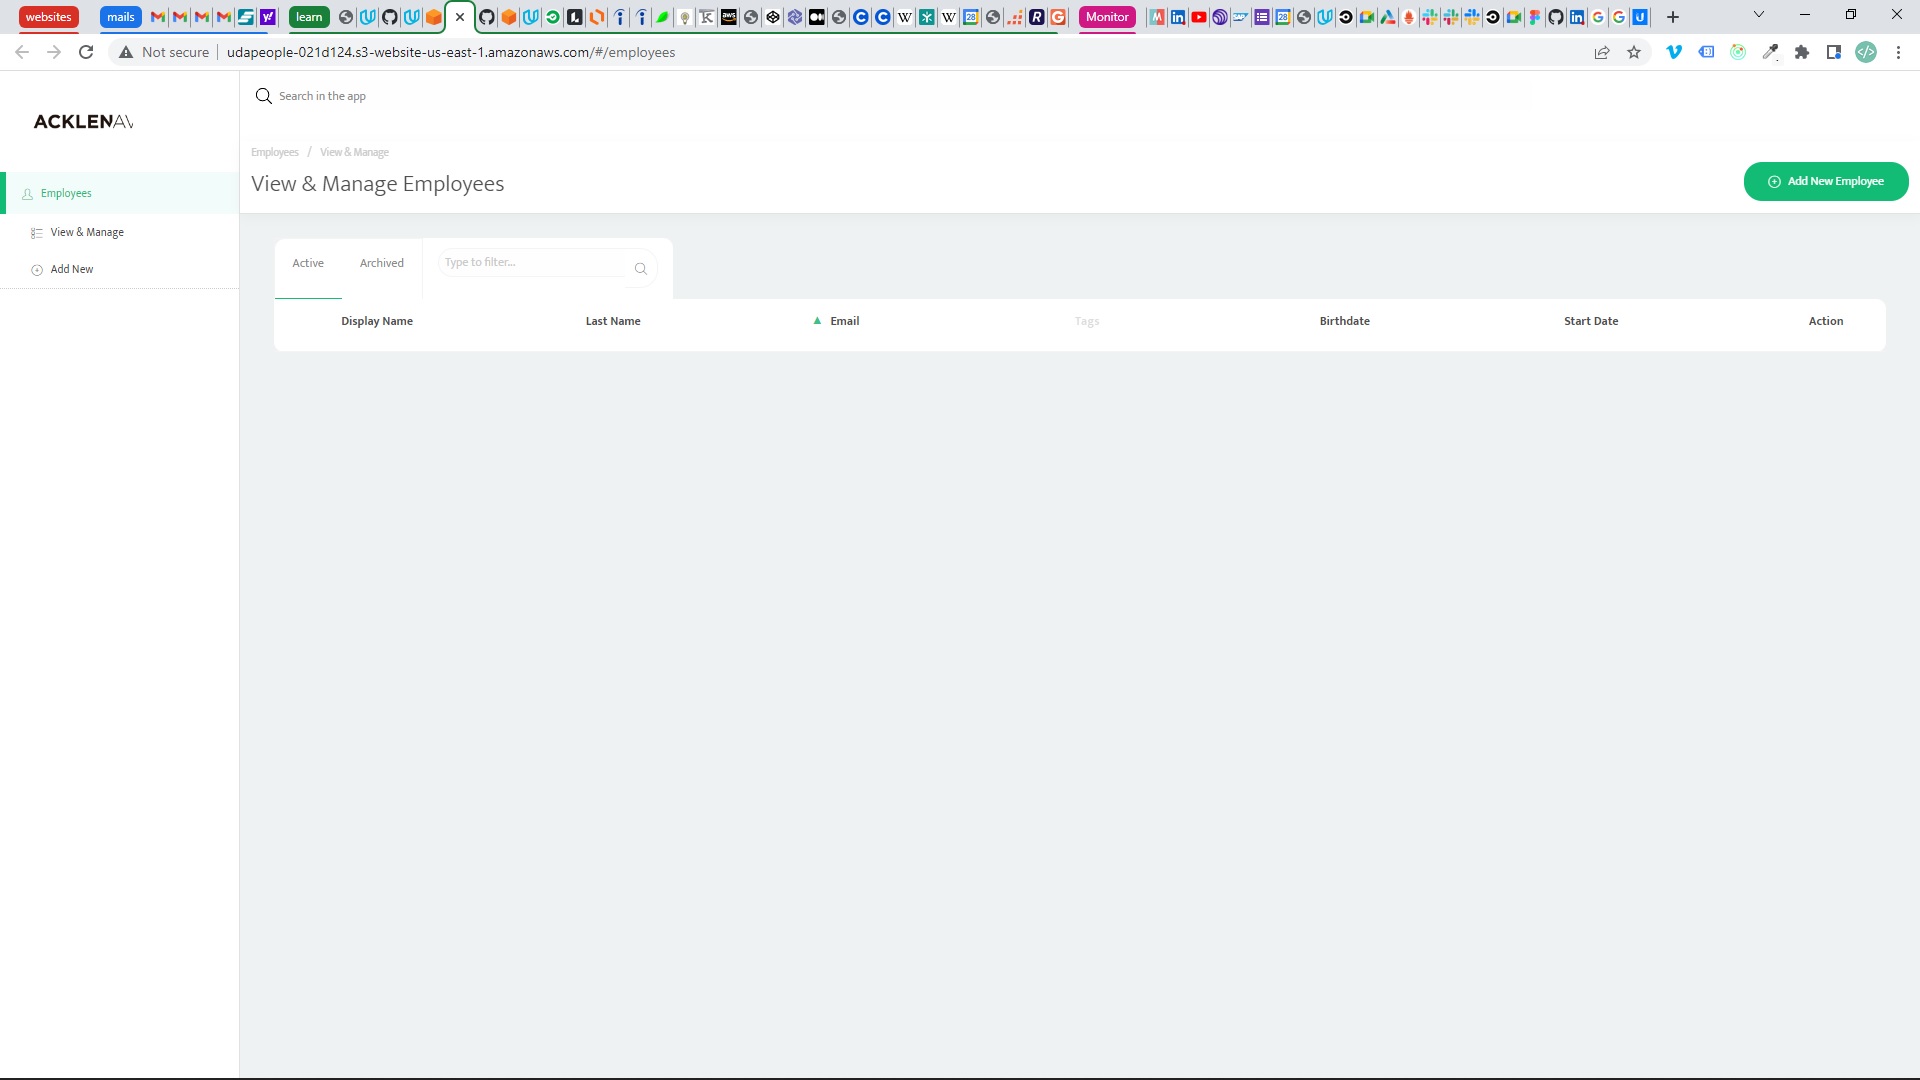 websites
mails
learn
Monitor
Not secure
udapeople-021d124.s3-website-us-east-1.amazonaws.com/#/employees
Search in the app
ACKLENAV
Employees / View & Manage
View & Manage Employees
Add New Employee
Employees
View & Manage
Add New
Active
Archived
Type to filter...
Display Name
Last Name
Email
Tags
Birthdate
Start Date
Action